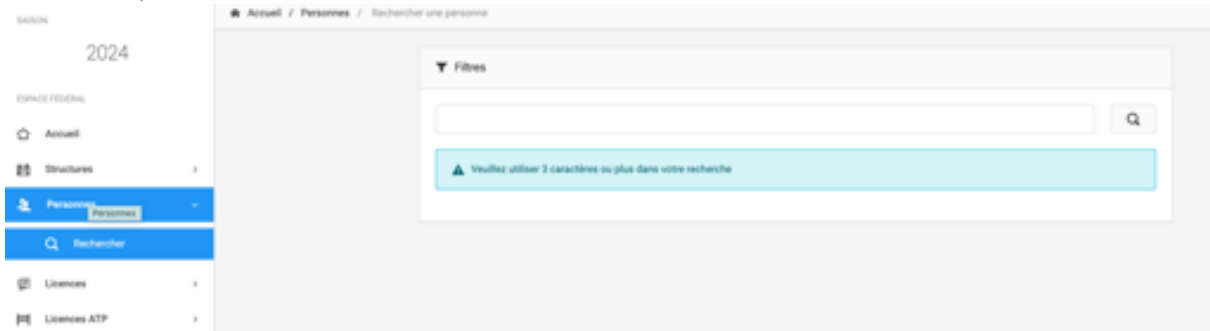 SAISON
2024
ESPACE FÉDÉRAL
Accueil
Structures
Personnes
Personnes
Rechercher
Licences
Licences ATP
Accueil / Personnes / Rechercher une personne
Filtres
Veuillez utiliser 3 caractères ou plus dans votre recherche